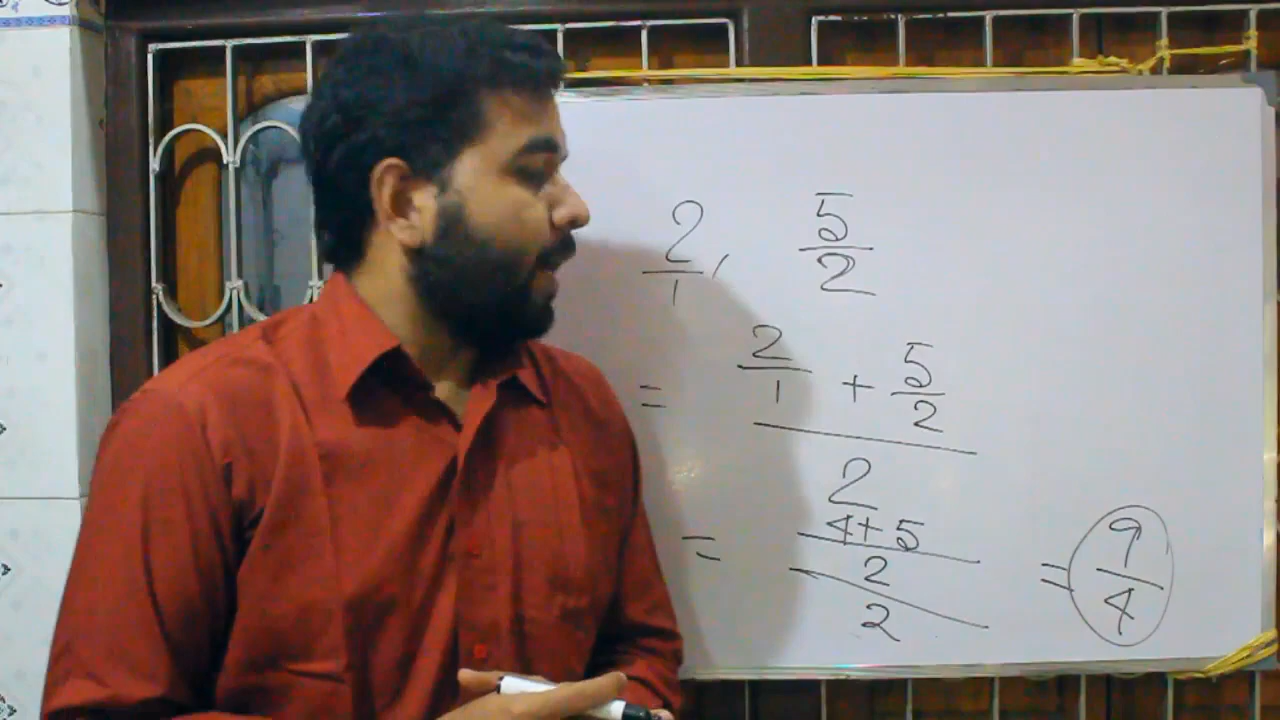 2/1, 5/2
= (2/1 + 5/2)/2
= ((4+5)/2)/2 = 9/4